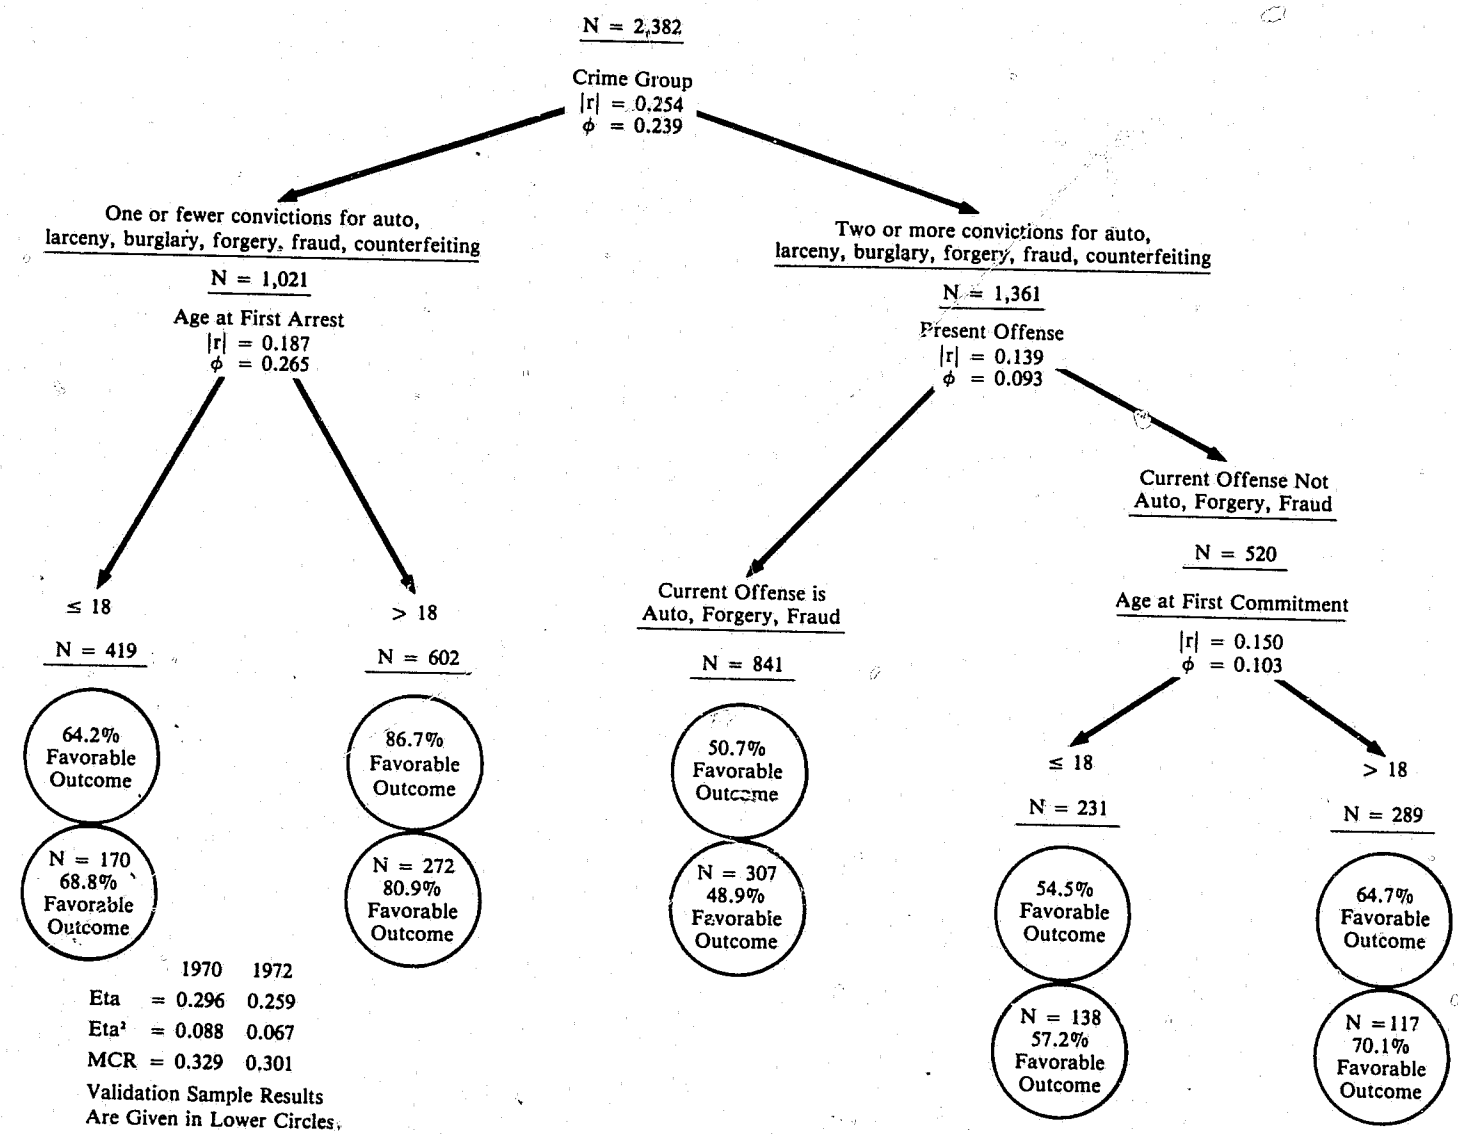 N = 2,382
Crime Group
|r| = 0.254
ϕ = 0.239
One or fewer convictions for auto,
larceny, burglary, forgery, fraud, counterfeiting
N = 1,021
Age at First Arrest
|r| = 0.187
ϕ = 0.265
≤ 18
N = 419
64.2%
Favorable
Outcome
N = 170
68.8%
Favorable
Outcome
> 18
N = 602
86.7%
Favorable
Outcome
N = 272
80.9%
Favorable
Outcome
Two or more convictions for auto,
larceny, burglary, forgery, fraud, counterfeiting
N = 1,361
Present Offense
|r| = 0.139
ϕ = 0.093
Current Offense is
Auto, Forgery, Fraud
N = 841
50.7%
Favorable
Outcome
N = 307
48.9%
Favorable
Outcome
Current Offense Not
Auto, Forgery, Fraud
N = 520
Age at First Commitment
|r| = 0.150
ϕ = 0.103
≤ 18
N = 231
54.5%
Favorable
Outcome
N = 138
57.2%
Favorable
Outcome
> 18
N = 289
64.7%
Favorable
Outcome
N = 117
70.1%
Favorable
Outcome
1970 1972
Eta = 0.296 0.259
Eta² = 0.088 0.067
MCR = 0.329 0.301
Validation Sample Results
Are Given in Lower Circles.